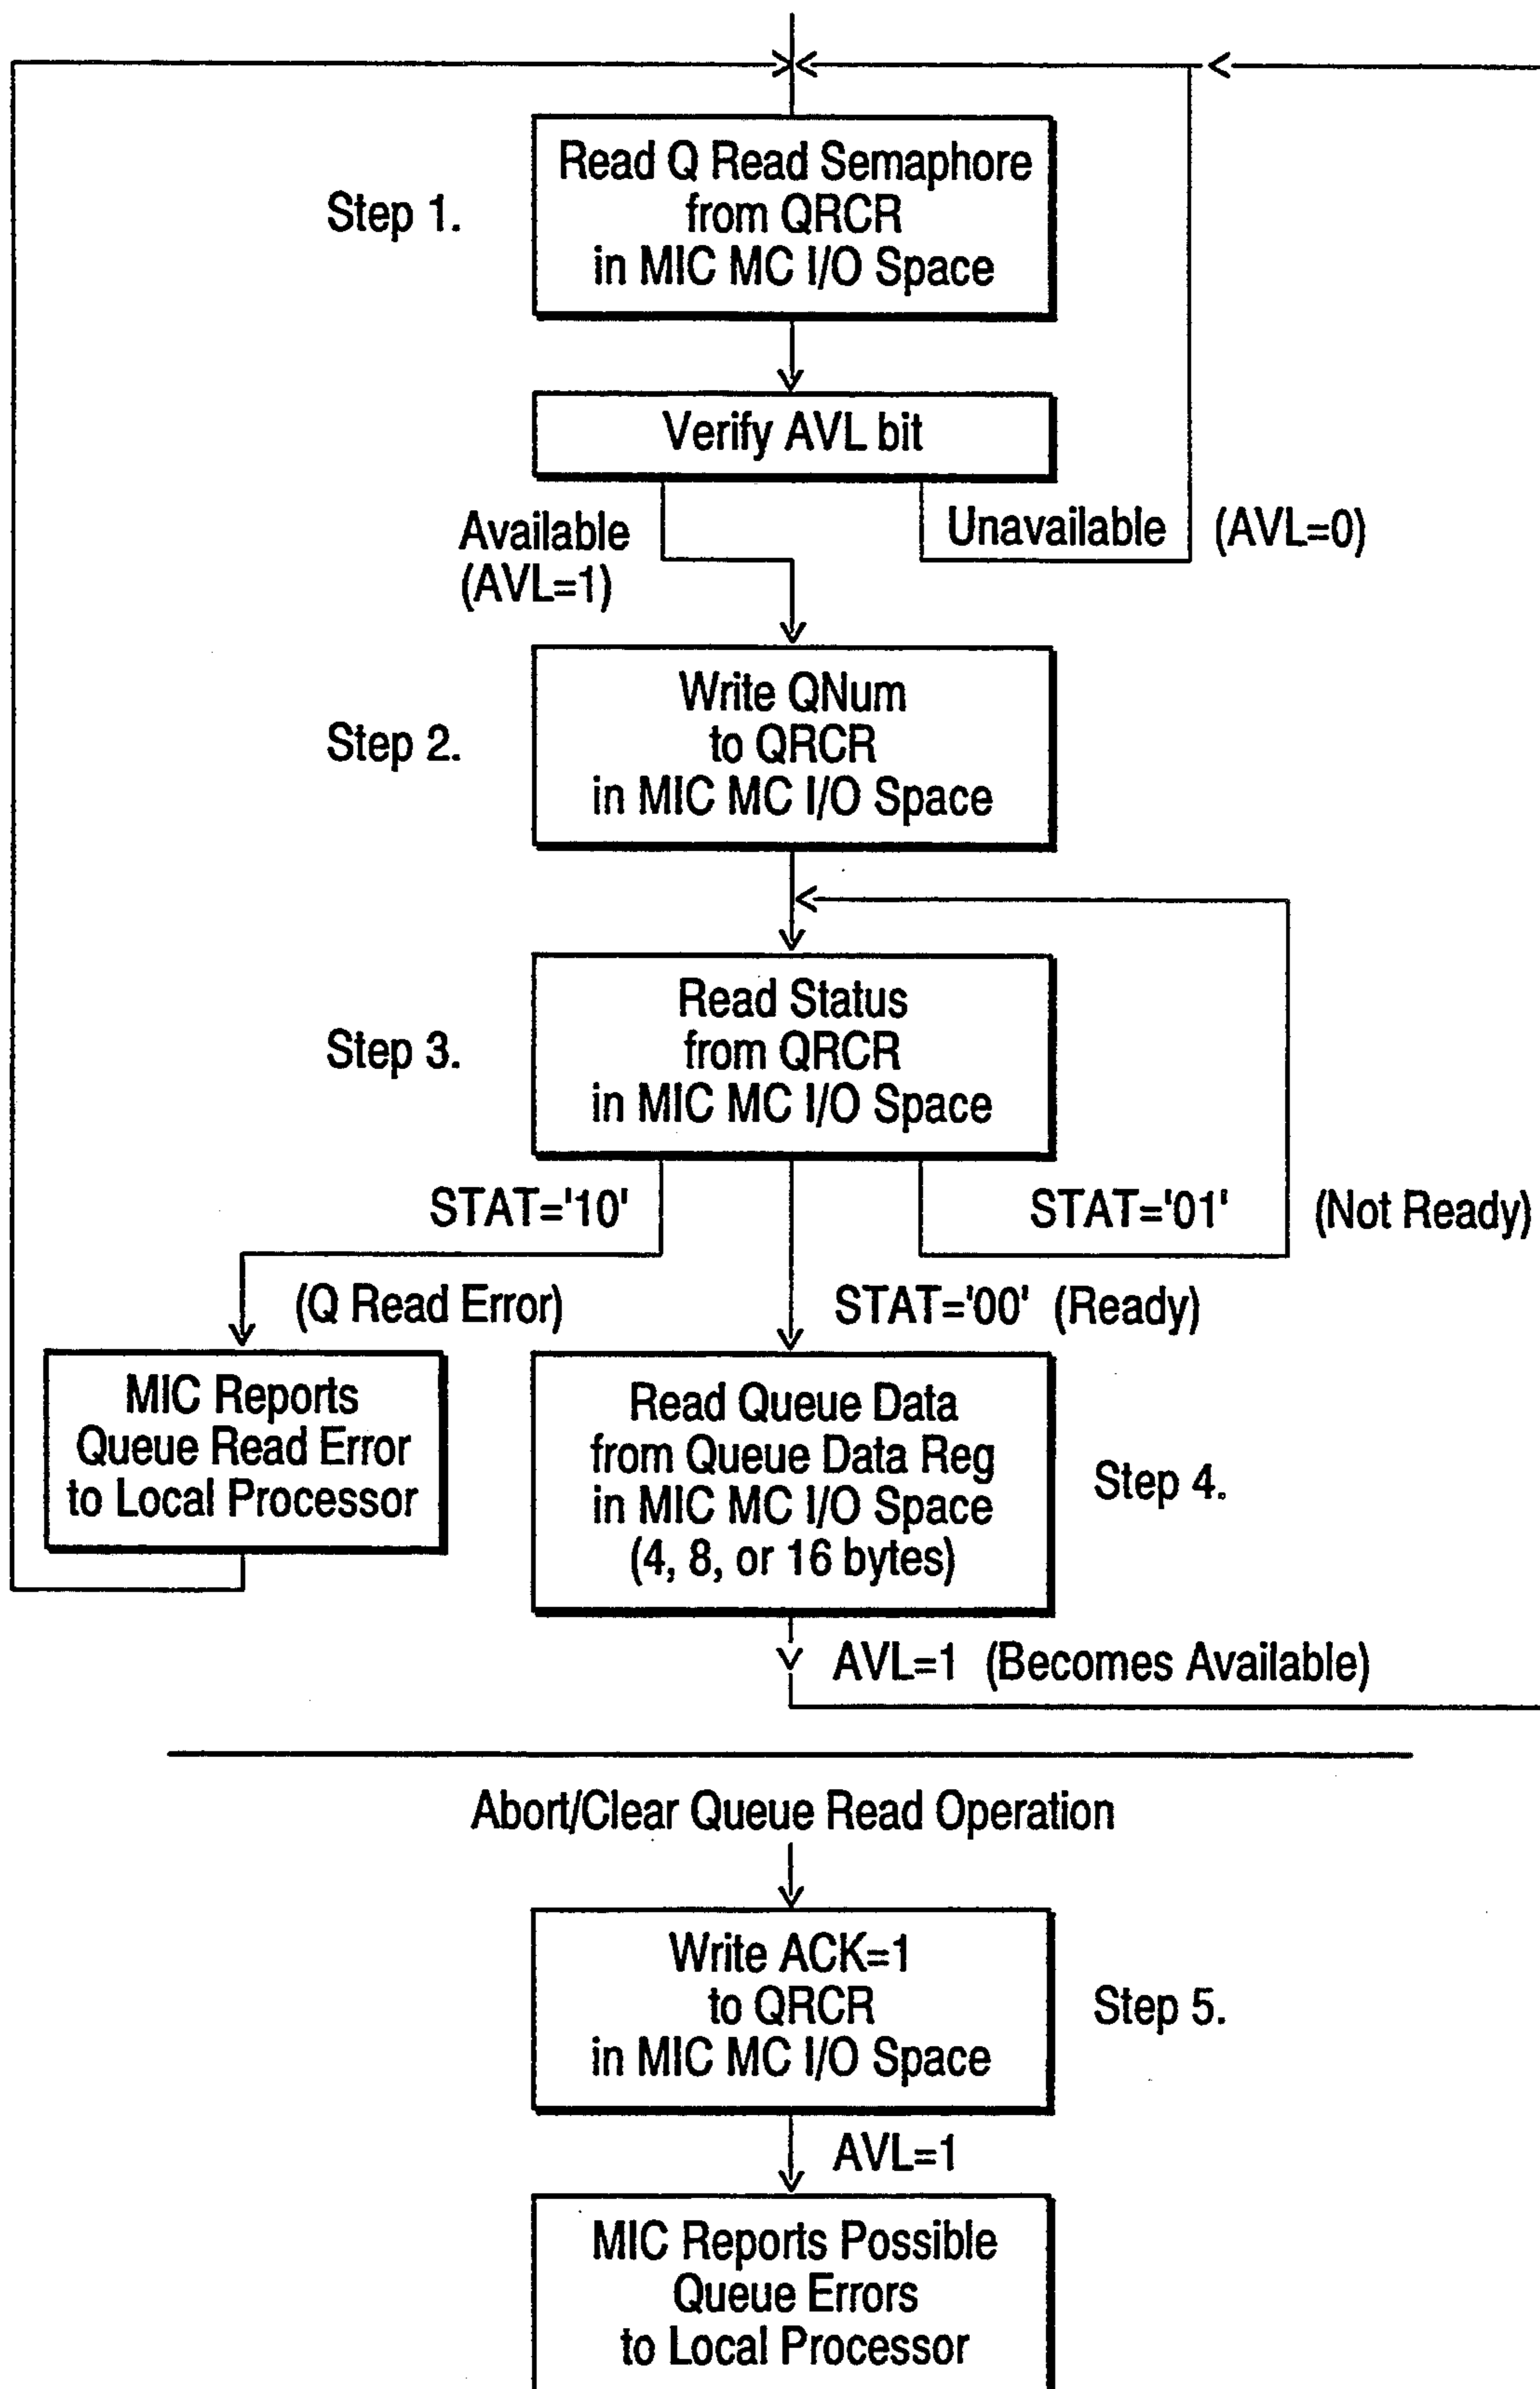 Step 1.
Read Q Read Semaphore
from QRCR
in MIC MC I/O Space
Verify AVL bit
Available
(AVL=1)
Unavailable (AVL=0)
Step 2.
Write QNum
to QRCR
in MIC MC I/O Space
Step 3.
Read Status
from QRCR
in MIC MC I/O Space
STAT='10'
STAT='01' (Not Ready)
(Q Read Error)
STAT='00' (Ready)
MIC Reports
Queue Read Error
to Local Processor
Read Queue Data
from Queue Data Reg
in MIC MC I/O Space
(4, 8, or 16 bytes)
Step 4.
AVL=1 (Becomes Available)
Abort/Clear Queue Read Operation
Write ACK=1
to QRCR
in MIC MC I/O Space
Step 5.
AVL=1
MIC Reports Possible
Queue Errors
to Local Processor